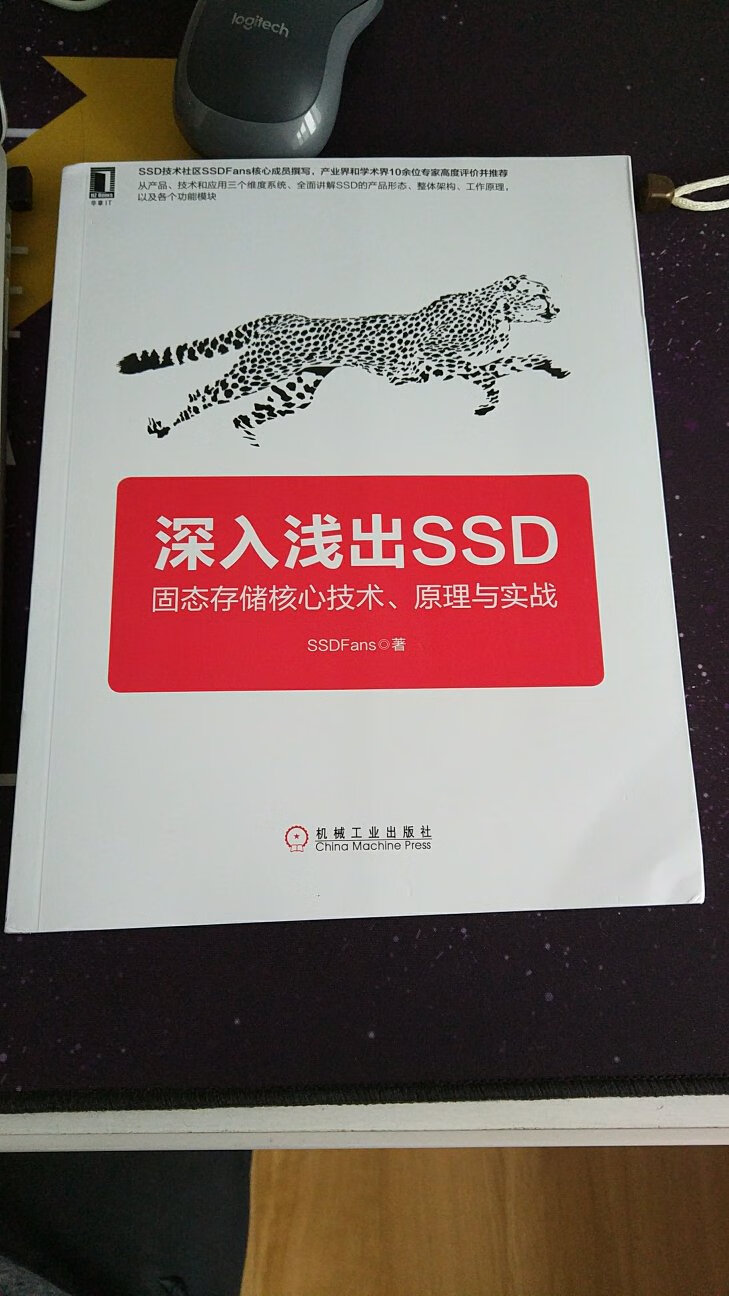 logitech
SSD技术社区SSDFans核心成员撰写，产业界和学术界10余位专家高度评价并推荐
从产品、技术和应用三个维度系统、全面讲解SSD的产品形态、整体架构、工作原理，
以及各个功能模块
华章IT
深入浅出SSD
固态存储核心技术、原理与实战
SSDFans◎著
机械工业出版社
China Machine Press